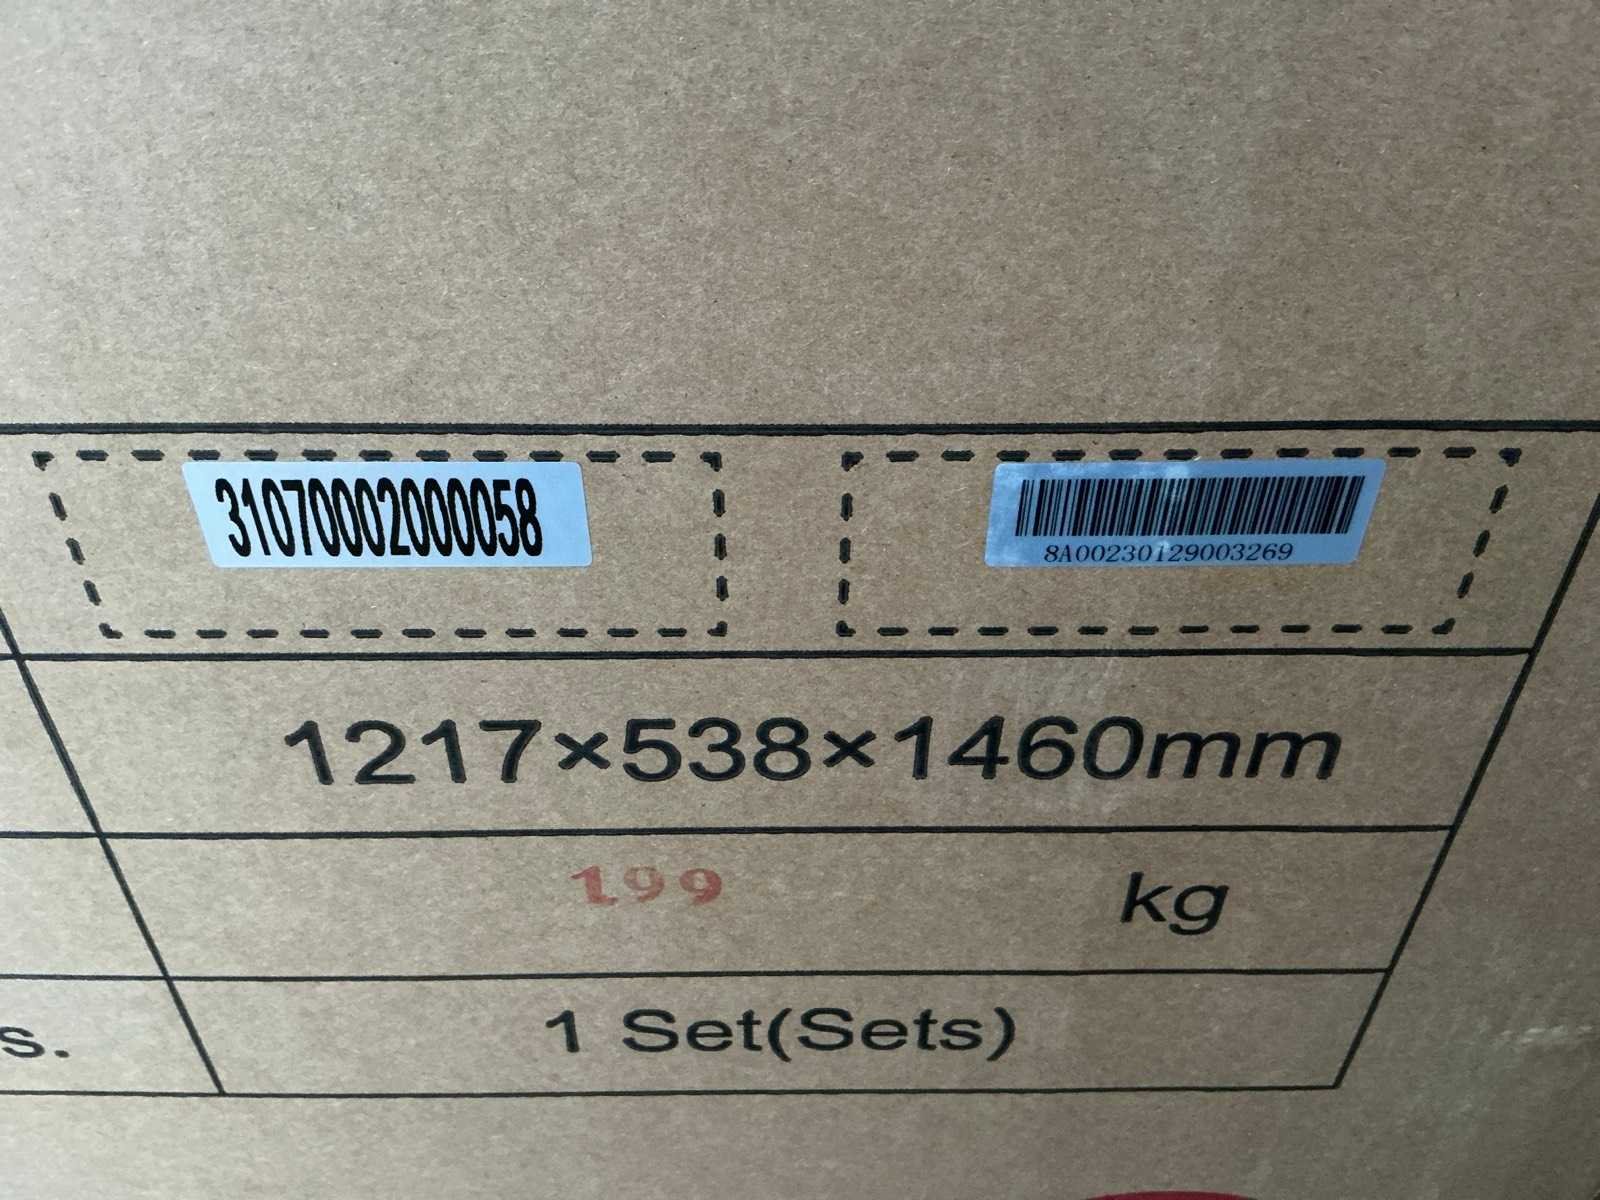 31070002000058
8A00230129003269
1217×538×1460mm
199 kg
s. 1 Set(Sets)